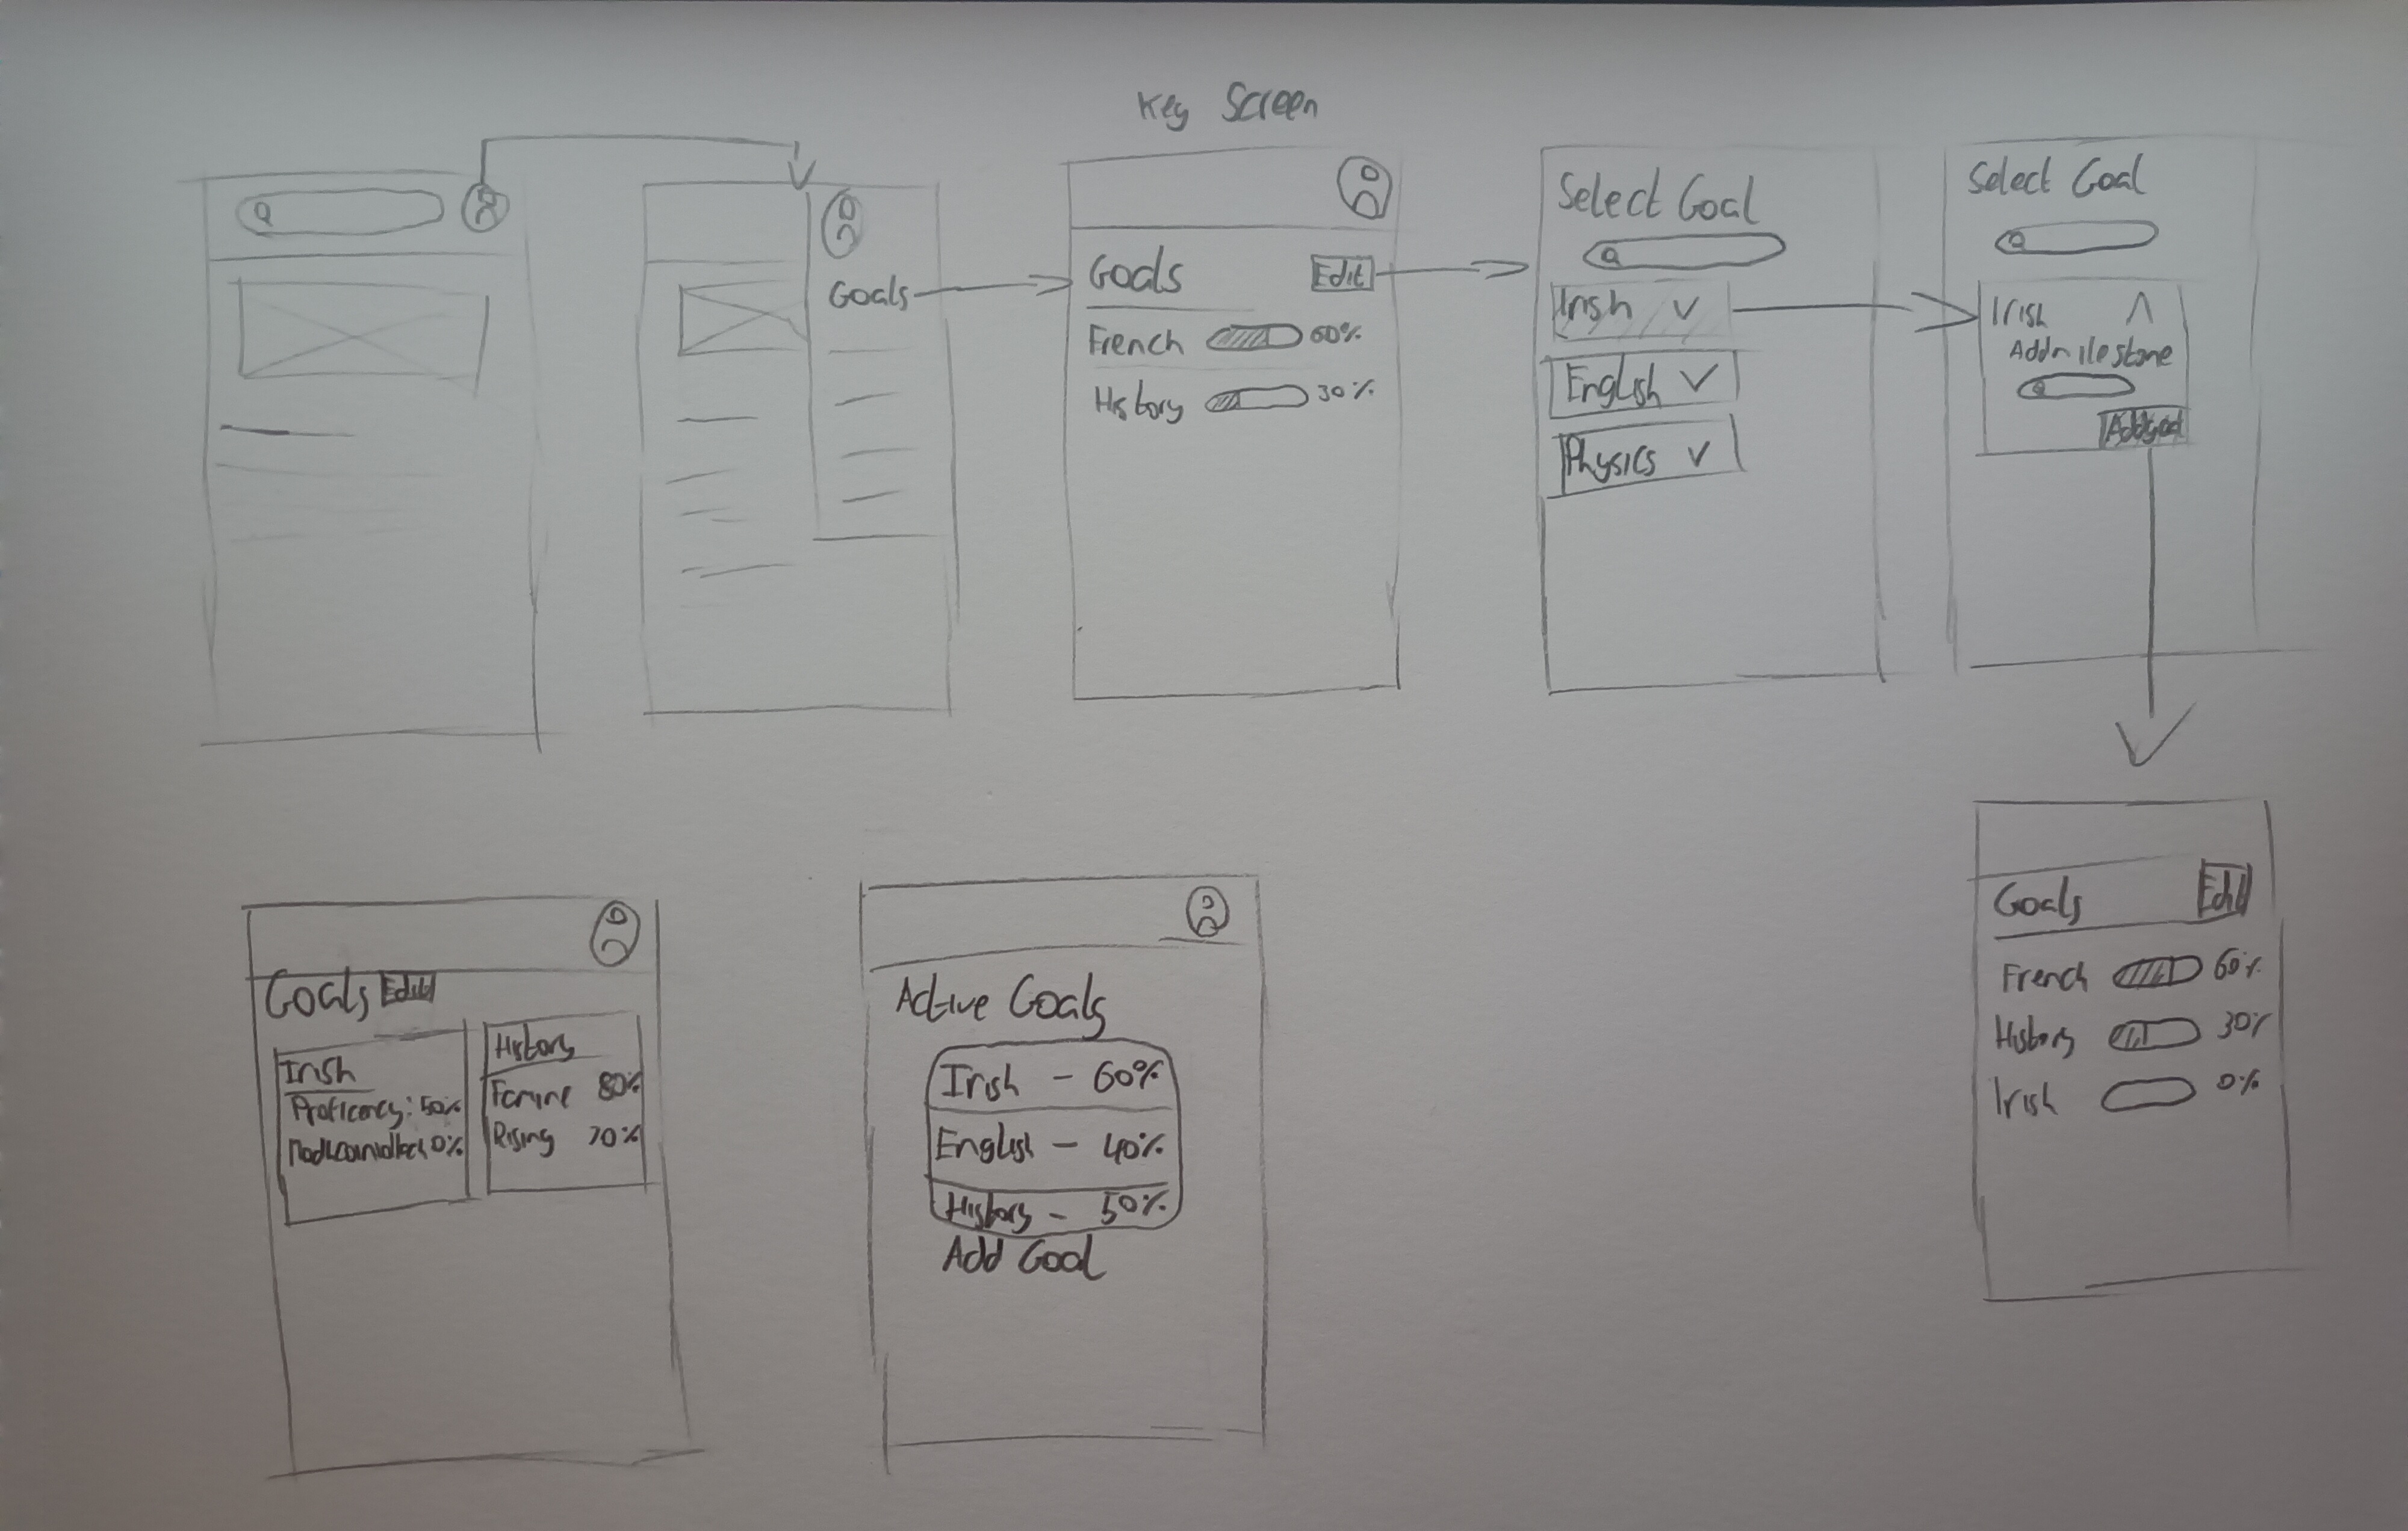 Key Screen
Goals
Goals Edit
French 60%
History 30%
Select Goal
Irish
English
Physics
Select Goal
Irish
Add milestone
Add goal
Goals Edit
French 60%
History 30%
Irish 0%
Goals Edit
Irish
Proficency: 50%
0%
History
Famine 80%
Rising 70%
Active Goals
Irish - 60%
English - 40%
History - 50%
Add Goal